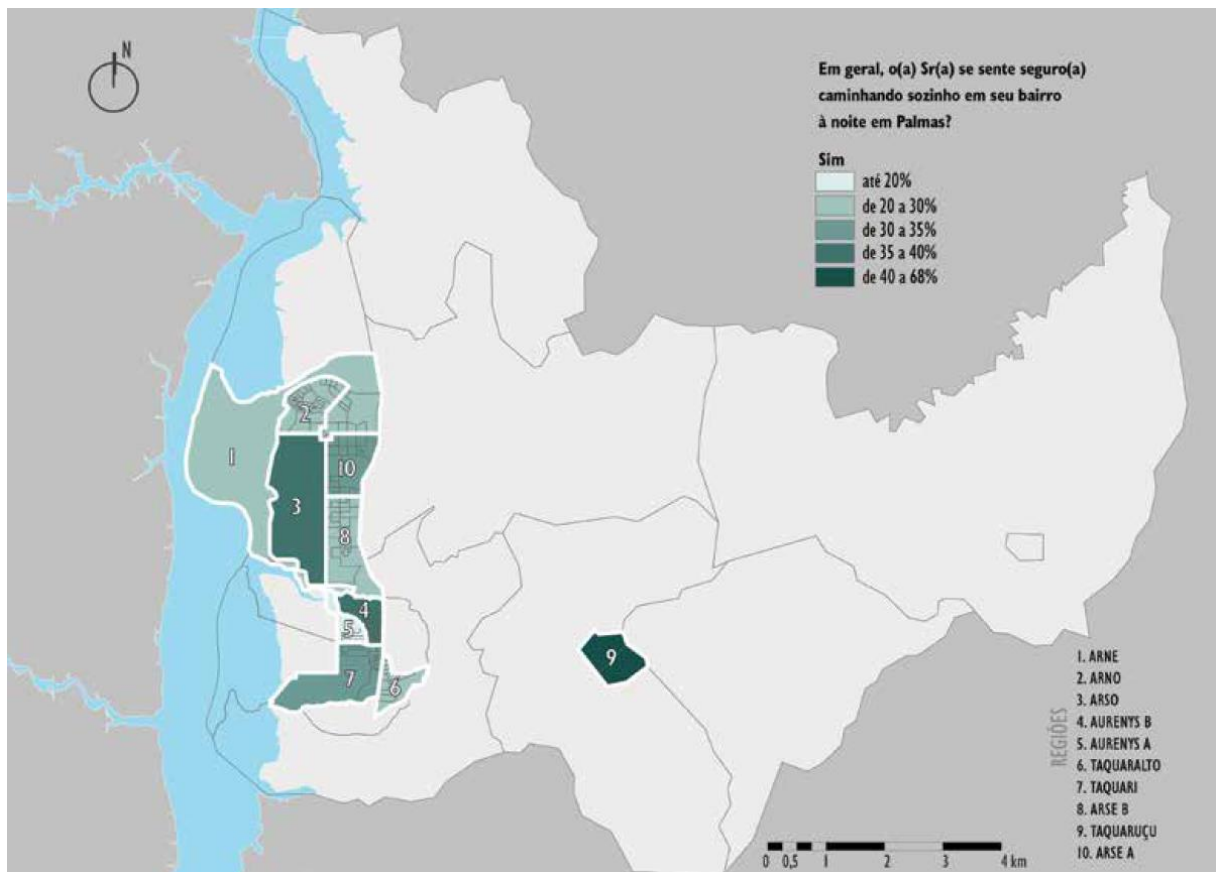 N
Em geral, o(a) Sr(a) se sente seguro(a)
caminhando sozinho em seu bairro
à noite em Palmas?
Sim
até 20%
de 20 a 30%
de 30 a 35%
de 35 a 40%
de 40 a 68%
2
1
10
3
8
4
5
9
7
6
REGIÕES
1. ARNE
2. ARNO
3. ARSO
4. AURENYS B
5. AURENYS A
6. TAQUARALTO
7. TAQUARI
8. ARSE B
9. TAQUARUÇU
10. ARSE A
0 0,5 1 2 3 4 km